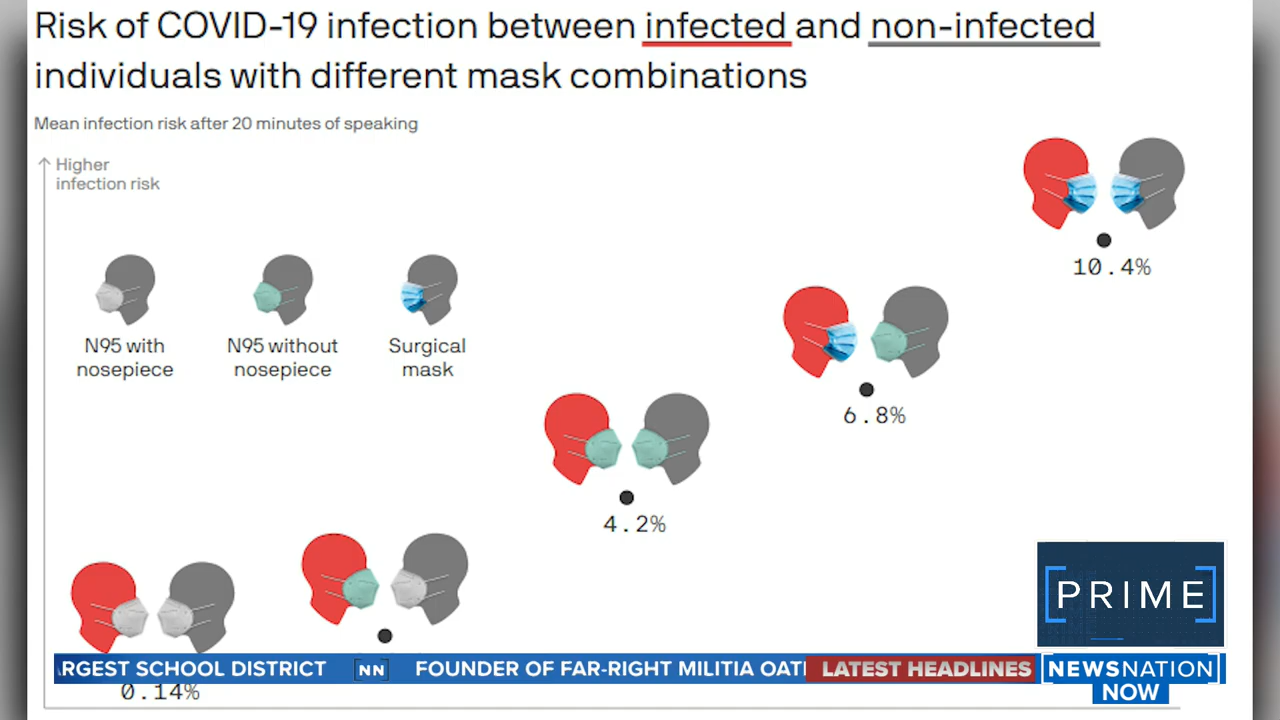 Risk of COVID-19 infection between infected and non-infected
individuals with different mask combinations
Mean infection risk after 20 minutes of speaking
Higher
infection risk
10.4%
N95 with
nosepiece
N95 without
nosepiece
Surgical
mask
6.8%
4.2%
PRIME
RGEST SCHOOL DISTRICT NN FOUNDER OF FAR-RIGHT MILITIA OAT LATEST HEADLINES NEWSNATION
0.14% NOW